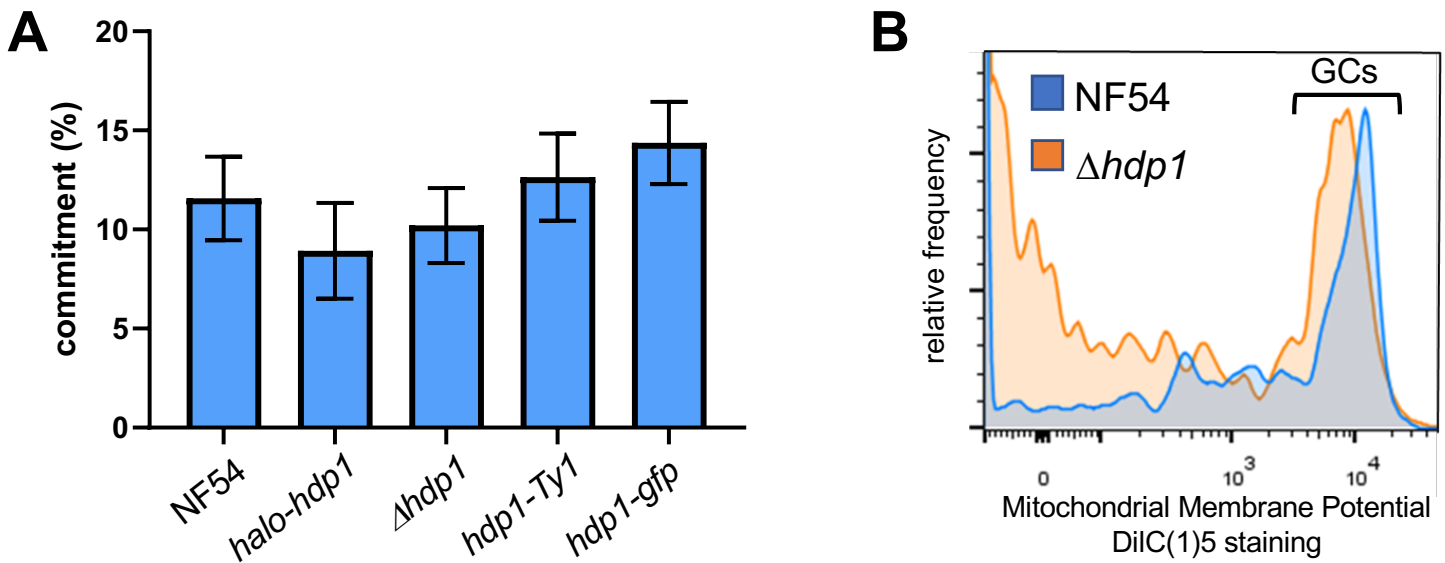 A
commitment (%)
20
15
10
5
0
NF54
halo-hdp1
Δhdp1
hdp1-Ty1
hdp1-gfp
B
relative frequency
NF54
Δhdp1
GCs
0
10³
10⁴
Mitochondrial Membrane Potential
DilC(1)5 staining